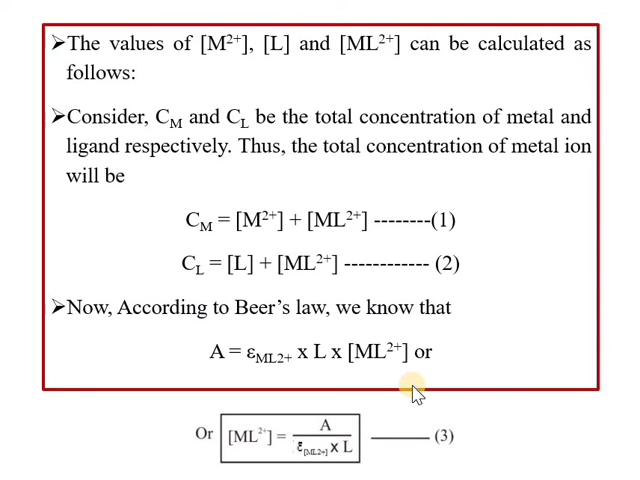 ➢The values of [M²⁺], [L] and [ML²⁺] can be calculated as
follows:
➢Consider, C_M and C_L be the total concentration of metal and
ligand respectively. Thus, the total concentration of metal ion
will be
C_M = [M²⁺] + [ML²⁺] --------(1)
C_L = [L] + [ML²⁺] ------------ (2)
➢Now, According to Beer's law, we know that
A = ε_ML2+ x L x [ML²⁺] or
Or [ML²⁺] = A / ε_[ML2+] x L ——— (3)